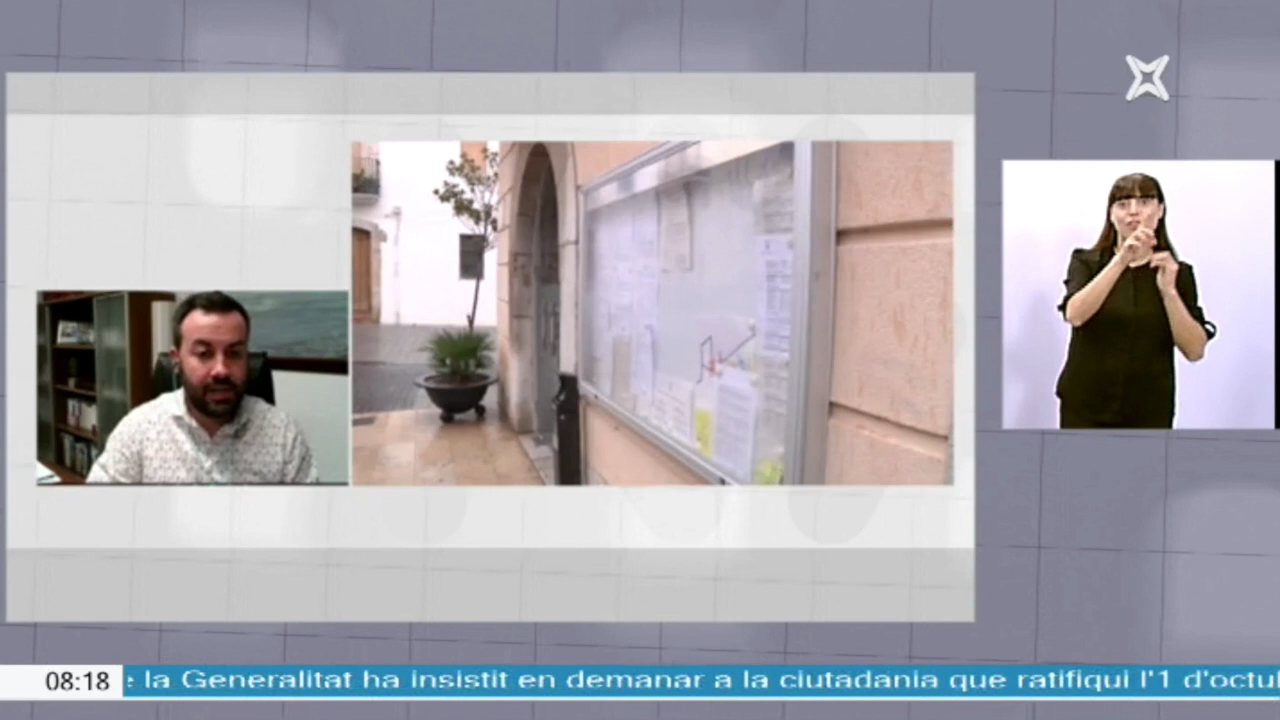 08:18 : la Generalitat ha insistit en demanar a la ciutadania que ratifiqui l'1 d'octu